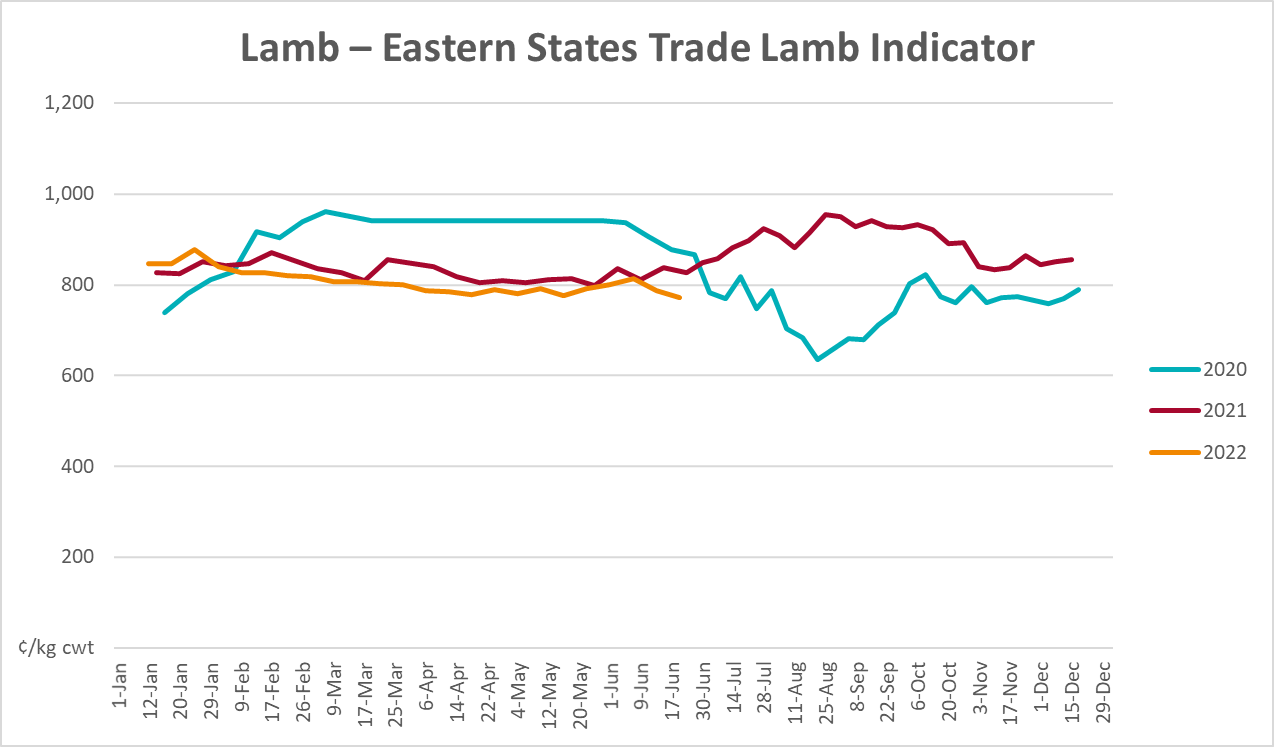 Lamb – Eastern States Trade Lamb Indicator
1,200
1,000
800
600
400
200
¢/kg cwt
1-Jan
12-Jan
20-Jan
29-Jan
9-Feb
17-Feb
26-Feb
9-Mar
17-Mar
25-Mar
6-Apr
14-Apr
22-Apr
4-May
12-May
20-May
1-Jun
9-Jun
17-Jun
30-Jun
14-Jul
28-Jul
11-Aug
25-Aug
8-Sep
22-Sep
6-Oct
20-Oct
3-Nov
17-Nov
1-Dec
15-Dec
29-Dec
2020
2021
2022